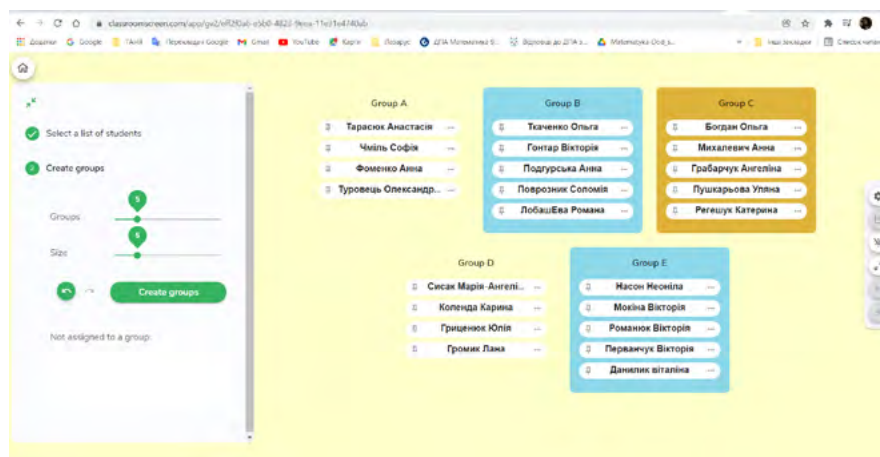 Google
YouTube
Select a list of students
Create groups
Groups
5
Size
5
Create groups
Not assigned to a group:
Group A
Тарасюк Анастасія
Чміль Софія
Фоменко Анна
Туровець Олександр...
Group B
Ткаченко Ольга
Гонтар Вікторія
Подгурська Анна
Поврозник Соломія
ЛобашЕва Романа
Group C
Богдан Ольга
Михалевич Анна
Грабарчук Ангеліна
Пушкарьова Уляна
Регешук Катерина
Group D
Сисак Марія-Ангелі...
Коленда Карина
Гриценюк Юлія
Громик Лана
Group E
Насон Неоніла
Мокіна Вікторія
Романюк Вікторія
Перванчук Вікторія
Данилик віталіна